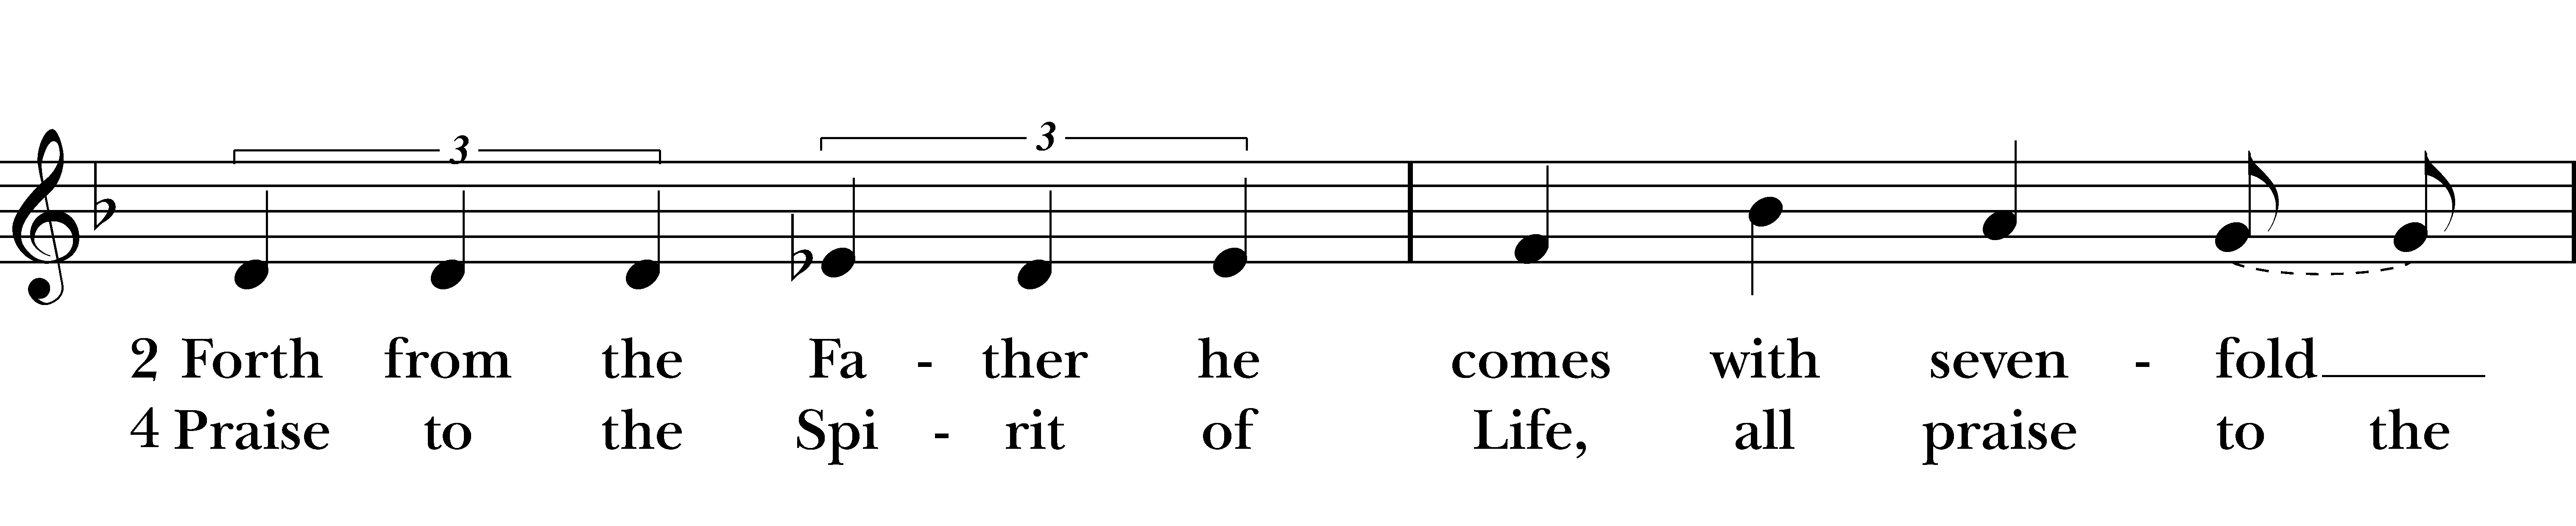 3 3
2 Forth from the Fa - ther he comes with seven - fold
4 Praise to the Spi - rit of Life, all praise to the